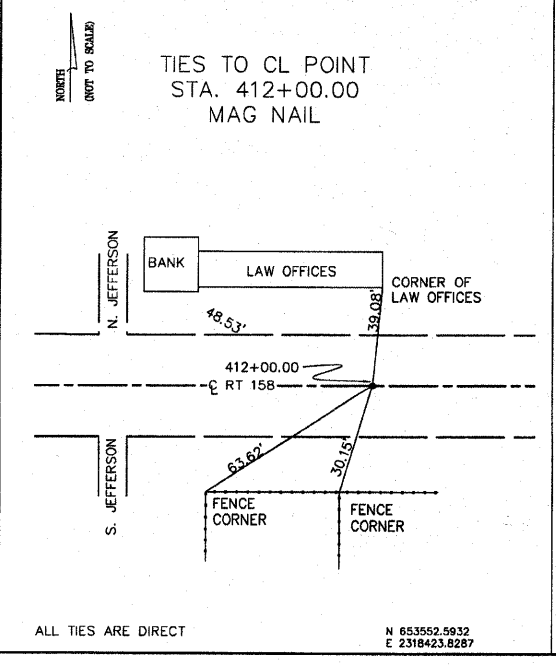 NORTH
(NOT TO SCALE)
TIES TO CL POINT
STA. 412+00.00
MAG NAIL
N. JEFFERSON
BANK
LAW OFFICES
CORNER OF
LAW OFFICES
39.08'
48.53'
412+00.00
℄ RT 158
63.62'
30.15'
S. JEFFERSON
FENCE
CORNER
FENCE
CORNER
ALL TIES ARE DIRECT
N 653552.5932
E 2318423.8287